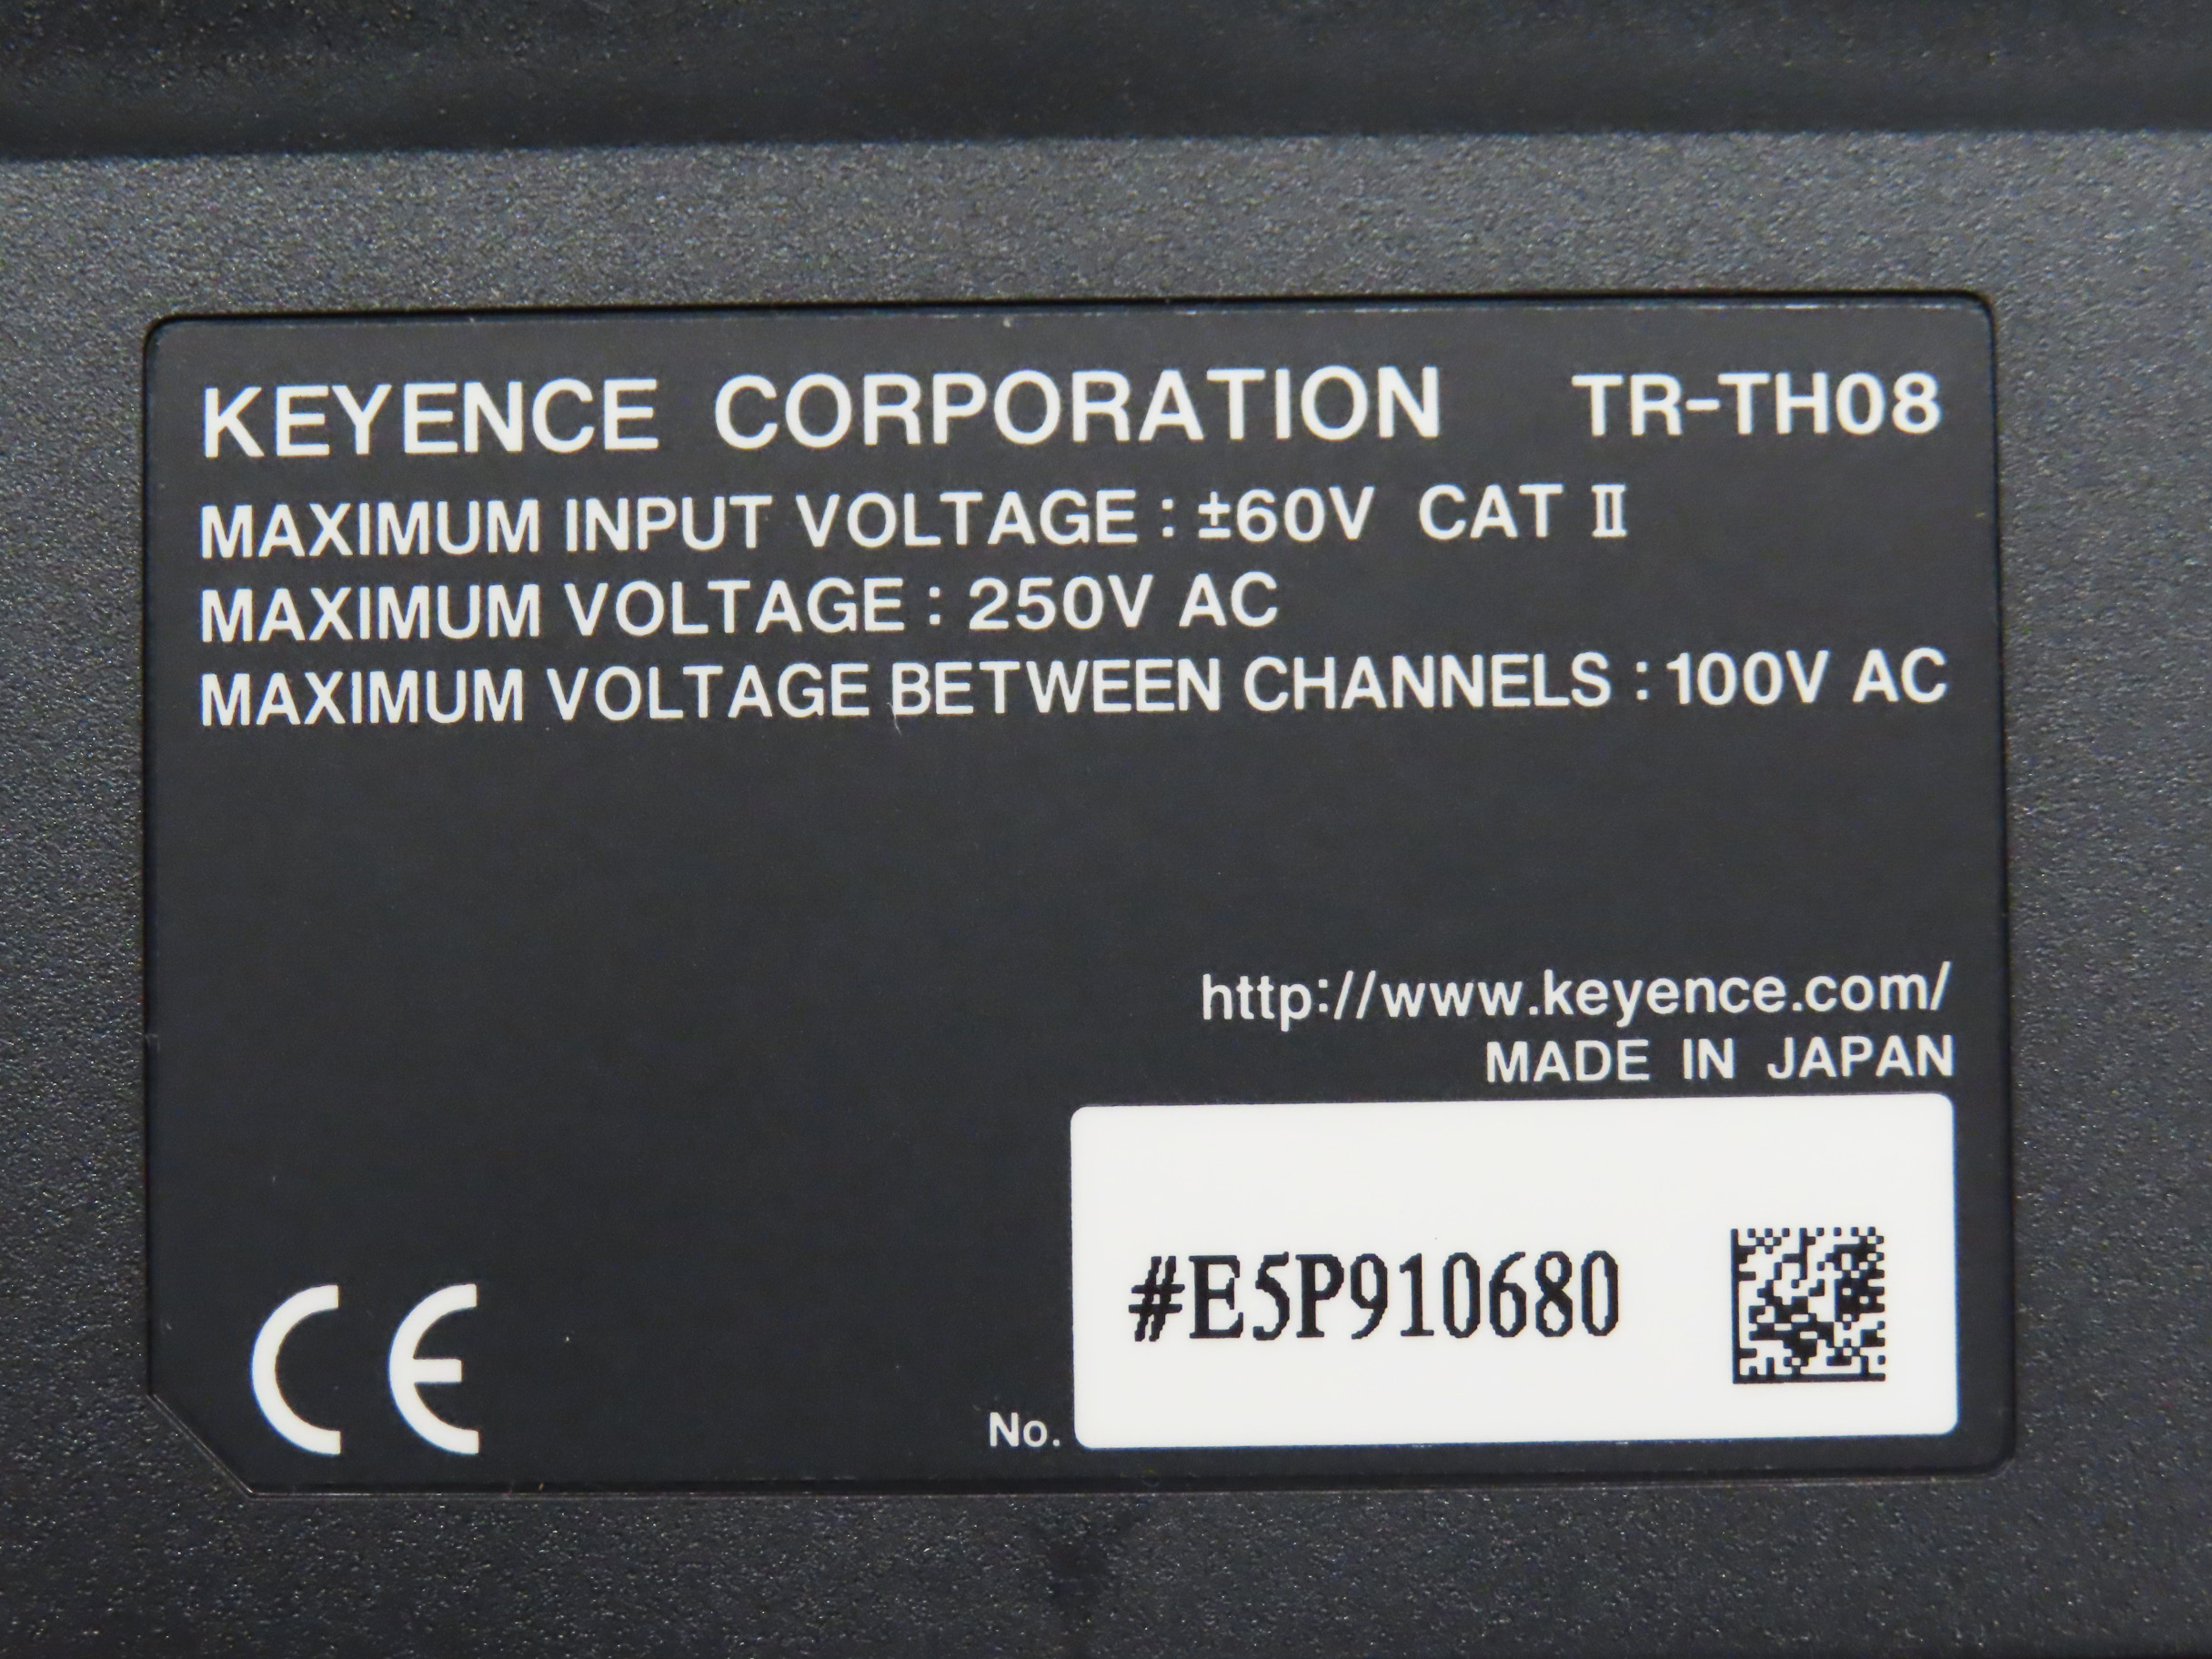 KEYENCE CORPORATION TR-TH08
MAXIMUM INPUT VOLTAGE : ±60V CAT Ⅱ
MAXIMUM VOLTAGE : 250V AC
MAXIMUM VOLTAGE BETWEEN CHANNELS : 100V AC
http://www.keyence.com/
MADE IN JAPAN
#E5P910680
No.
CE